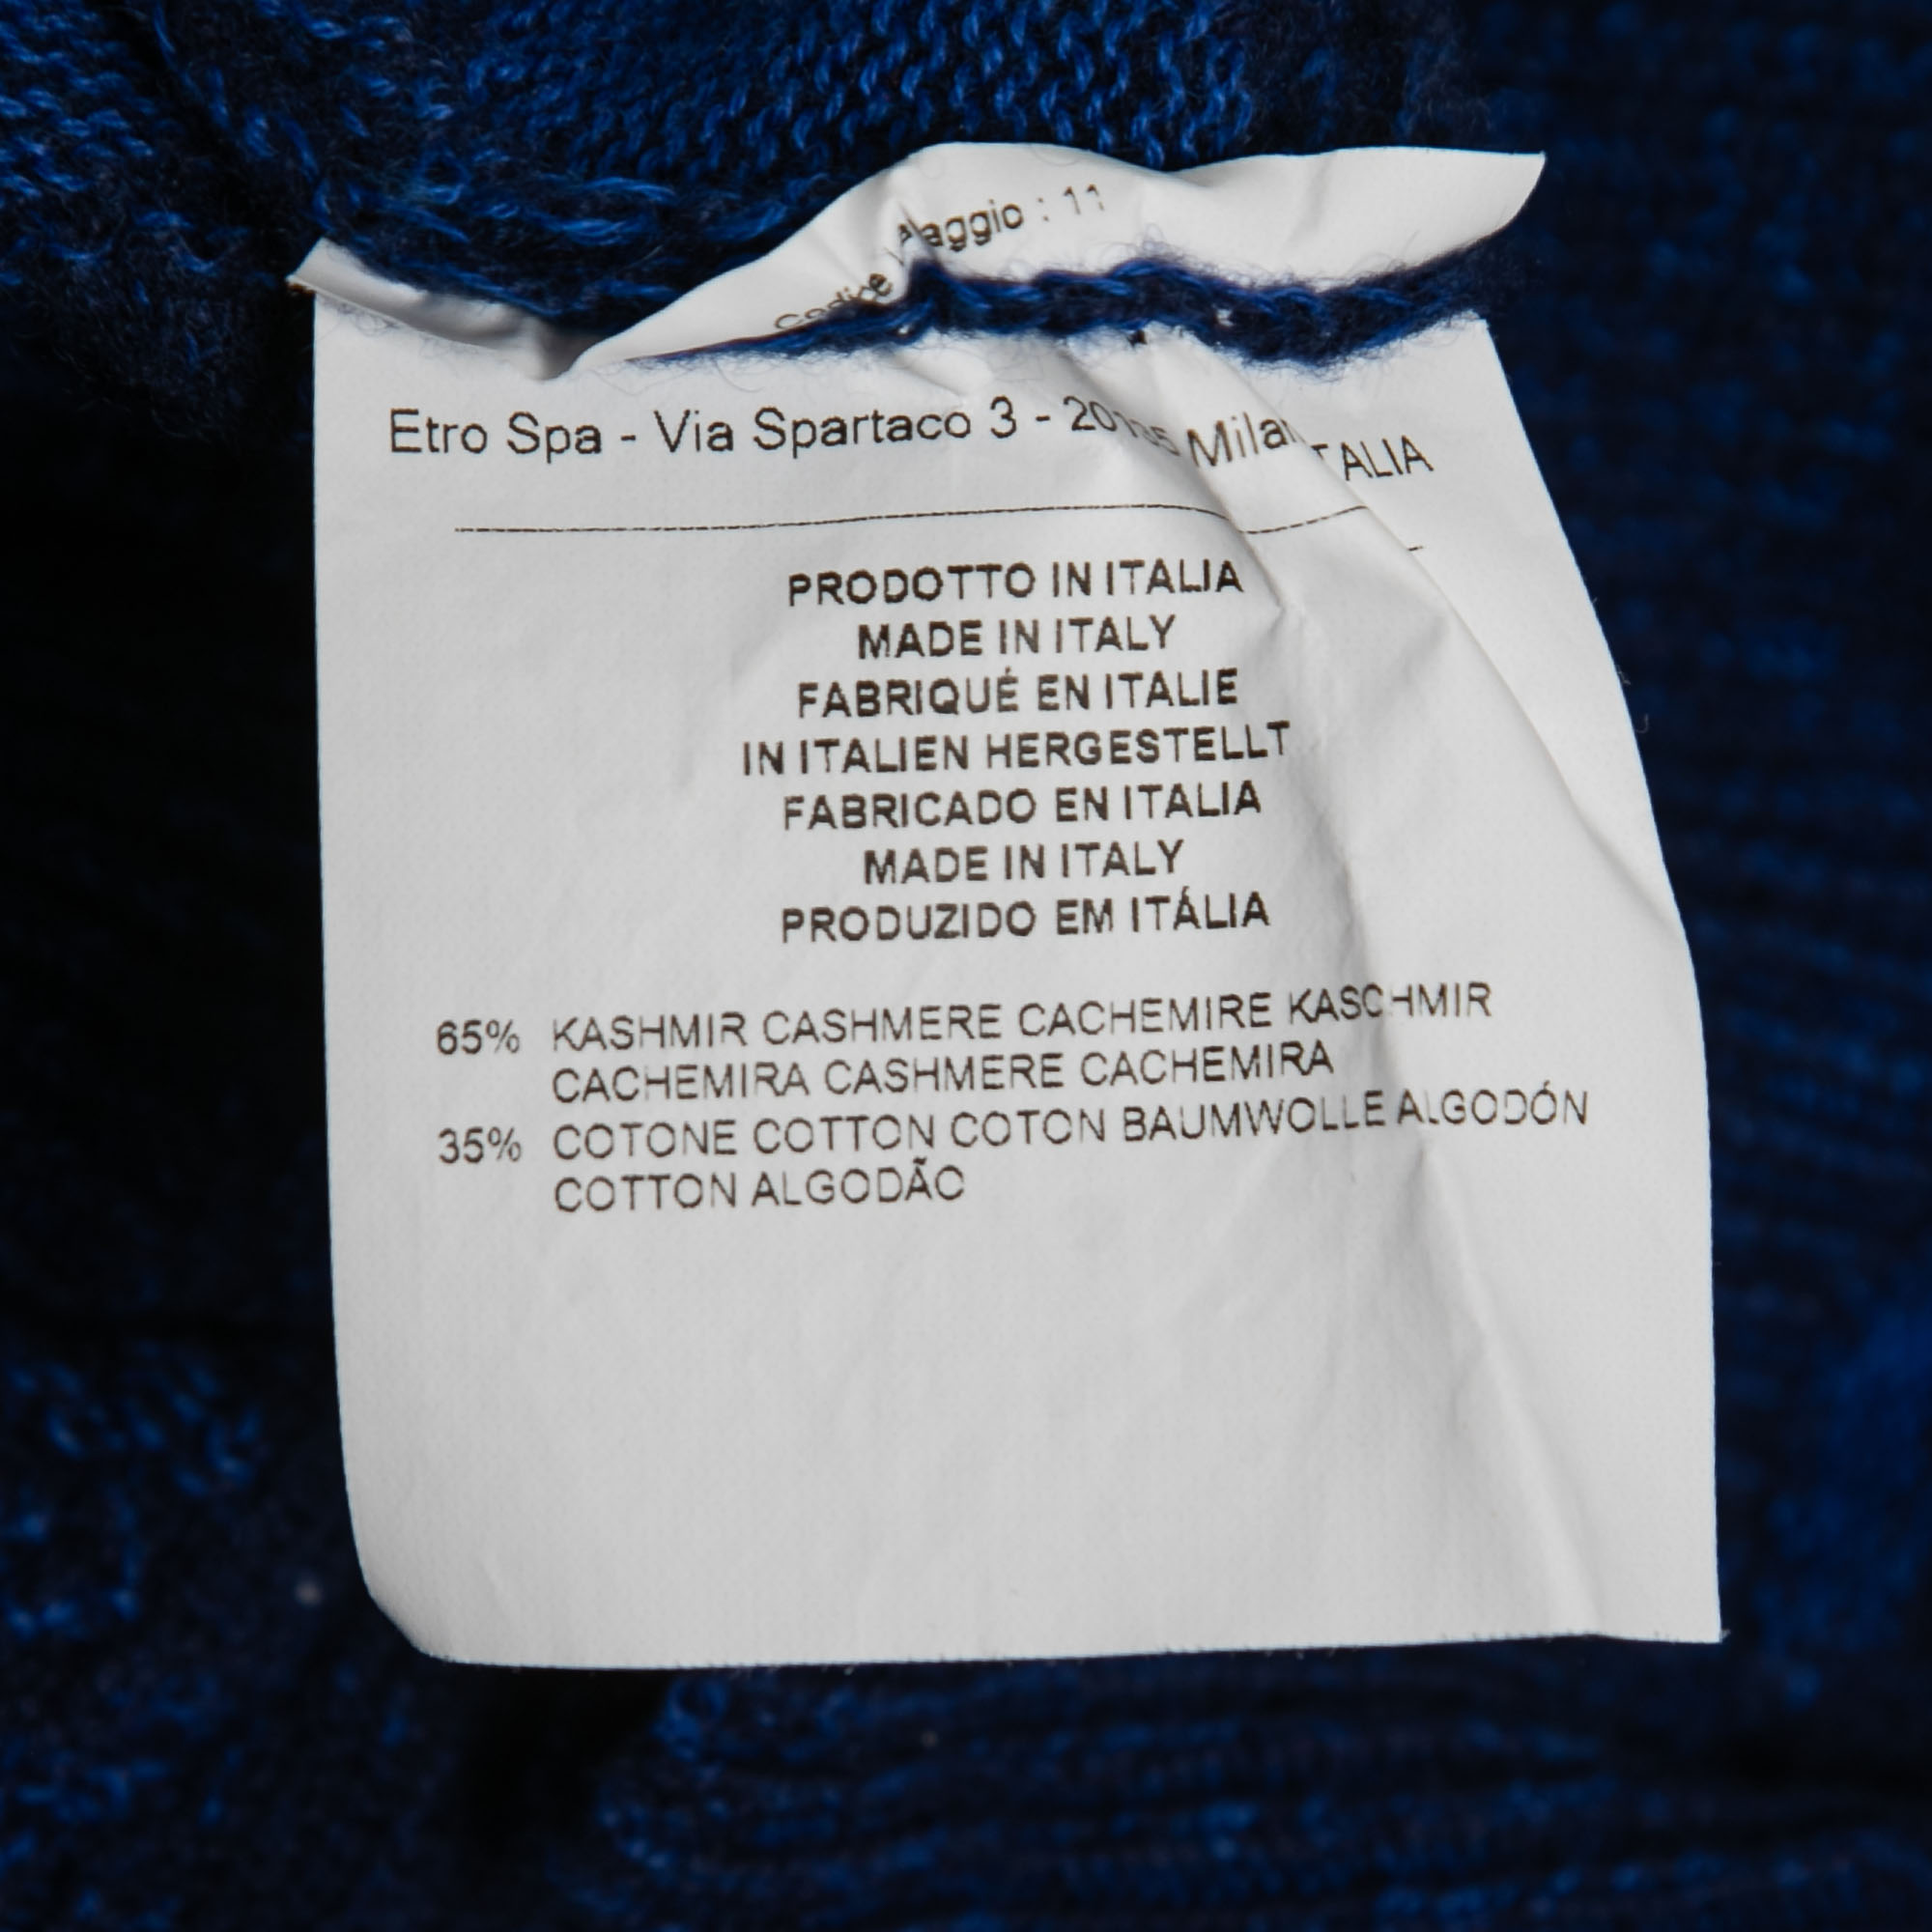 : 11
Etro Spa - Via Spartaco 3 - Milan ITALIA
PRODOTTO IN ITALIA
MADE IN ITALY
FABRIQUÉ EN ITALIE
IN ITALIEN HERGESTELLT
FABRICADO EN ITALIA
MADE IN ITALY
PRODUZIDO EM ITÁLIA
65% KASHMIR CASHMERE CACHEMIRE KASCHMIR
CACHEMIRA CASHMERE CACHEMIRA
35% COTONE COTTON COTON BAUMWOLLE ALGODÓN
COTTON ALGODÃO